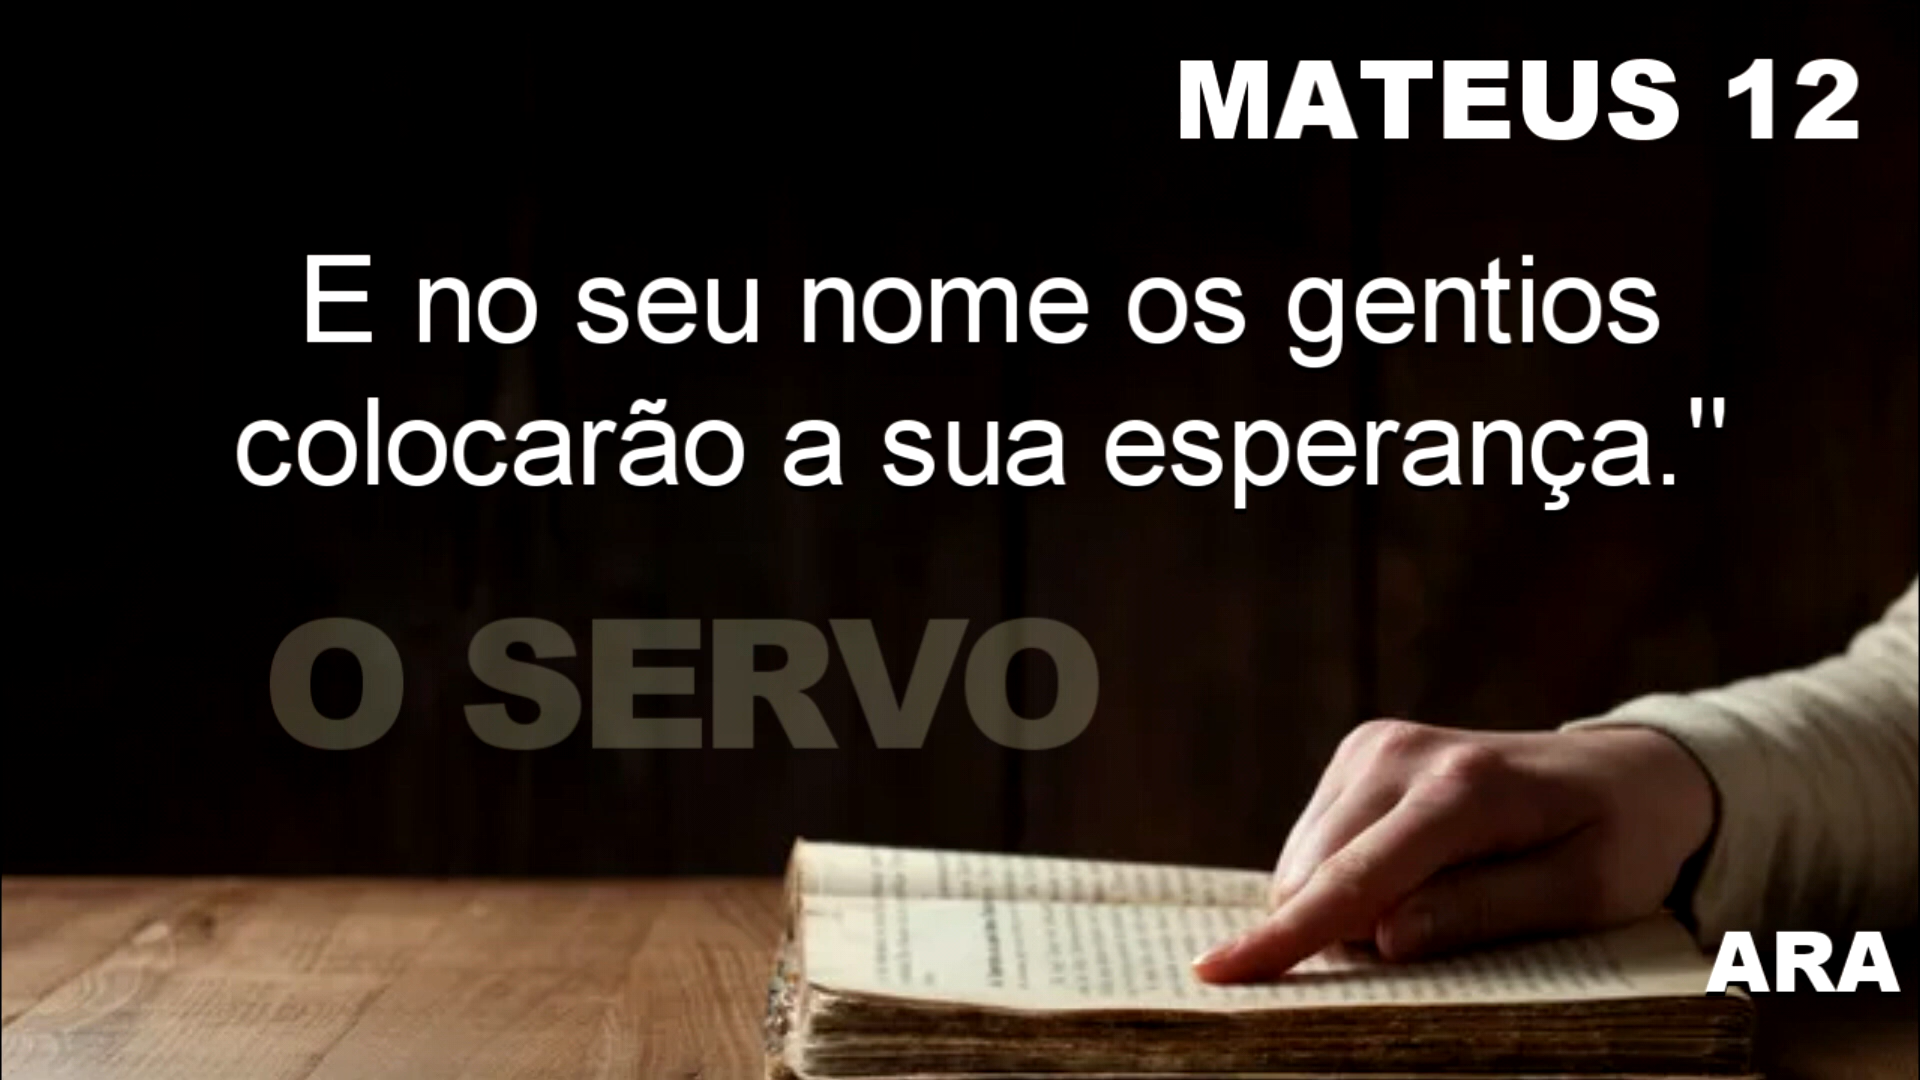 MATEUS 12
E no seu nome os gentios
colocarão a sua esperança."
O SERVO
ARA